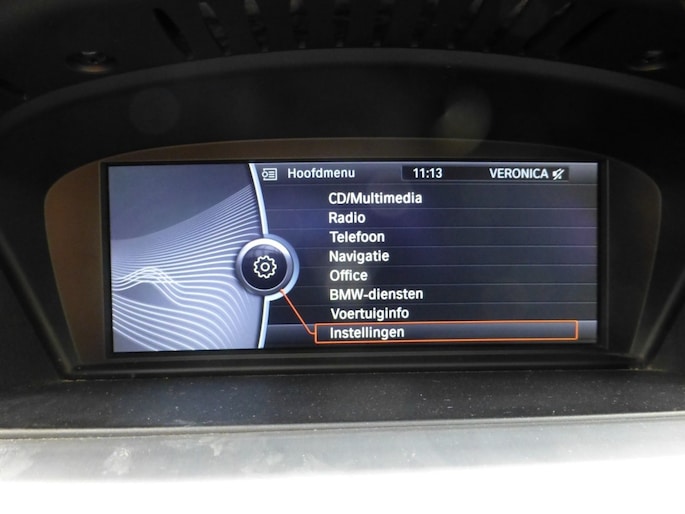 Hoofdmenu 11:13 VERONICA
CD/Multimedia
Radio
Telefoon
Navigatie
Office
BMW-diensten
Voertuiginfo
Instellingen